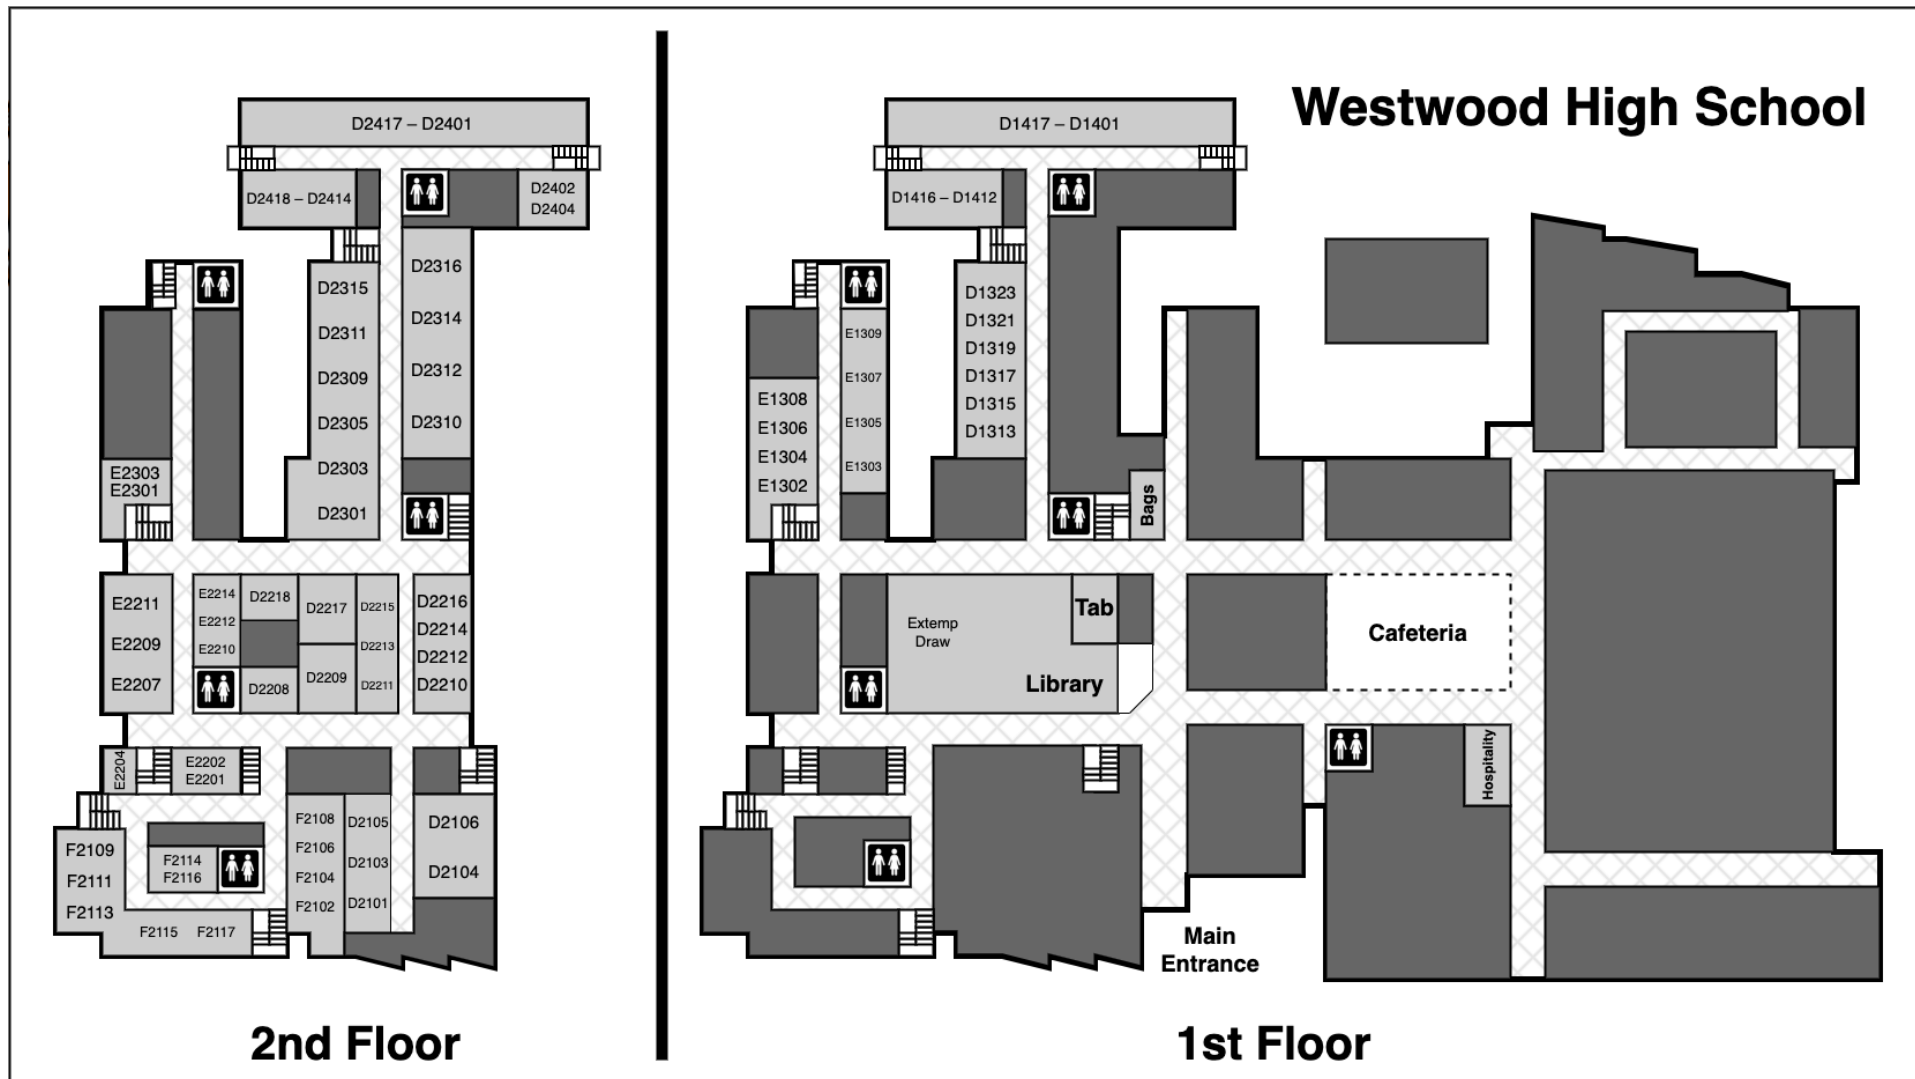 Westwood High School
D2417 – D2401
D2418 – D2414
D2402
D2404
D2316
D2314
D2312
D2310
D2315
D2311
D2309
D2305
D2303
D2301
E2303
E2301
E2211
E2209
E2207
E2214
E2212
E2210
D2218
D2208
D2217
D2209
D2215
D2213
D2211
D2216
D2214
D2212
D2210
E2204
E2202
E2201
F2109
F2111
F2113
F2114
F2116
F2115 F2117
F2108
F2106
F2104
F2102
D2105
D2103
D2101
D2106
D2104
2nd Floor
D1417 – D1401
D1416 – D1412
D1323
D1321
D1319
D1317
D1315
D1313
E1309
E1307
E1305
E1303
E1308
E1306
E1304
E1302
Bags
Extemp
Draw
Tab
Library
Cafeteria
Hospitality
Main
Entrance
1st Floor